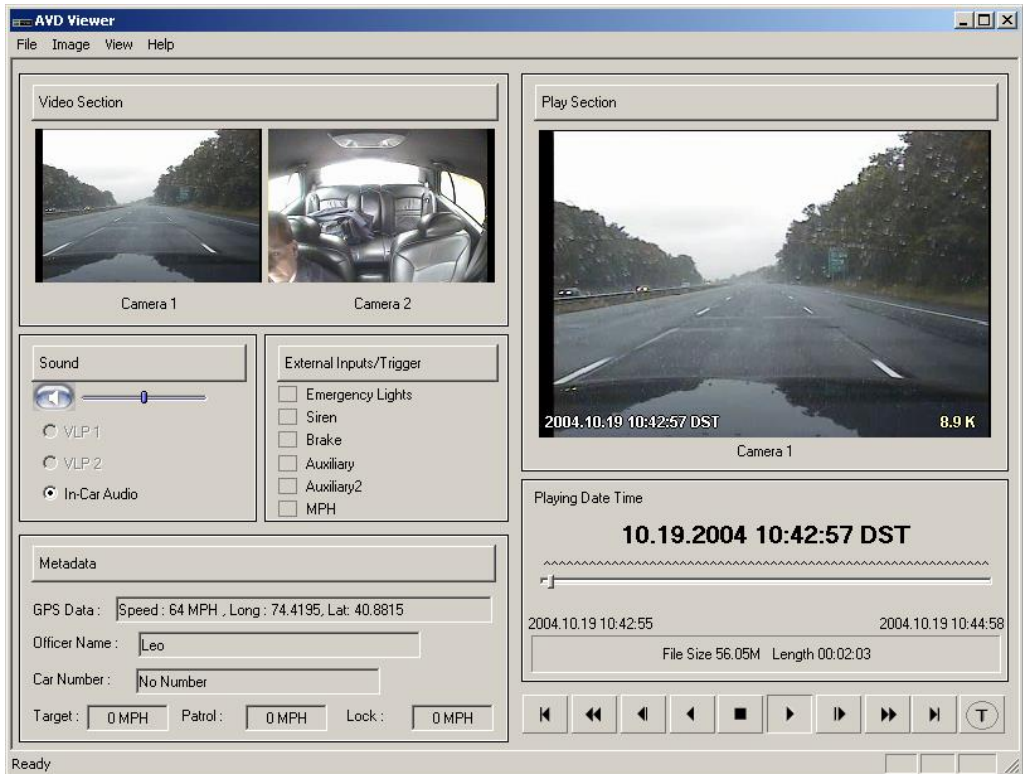 AVD Viewer
File Image View Help
Video Section
Camera 1 Camera 2
Sound
VLP 1
VLP 2
In-Car Audio
External Inputs/Trigger
Emergency Lights
Siren
Brake
Auxiliary
Auxiliary2
MPH
Metadata
GPS Data : Speed : 64 MPH , Long : 74.4195, Lat: 40.8815
Officer Name : Leo
Car Number : No Number
Target : 0 MPH Patrol : 0 MPH Lock : 0 MPH
Play Section
2004.10.19 10:42:57 DST 8.9 K
Camera 1
Playing Date Time
10.19.2004 10:42:57 DST
2004.10.19 10:42:55 2004.10.19 10:44:58
File Size 56.05M Length 00:02:03
T
Ready